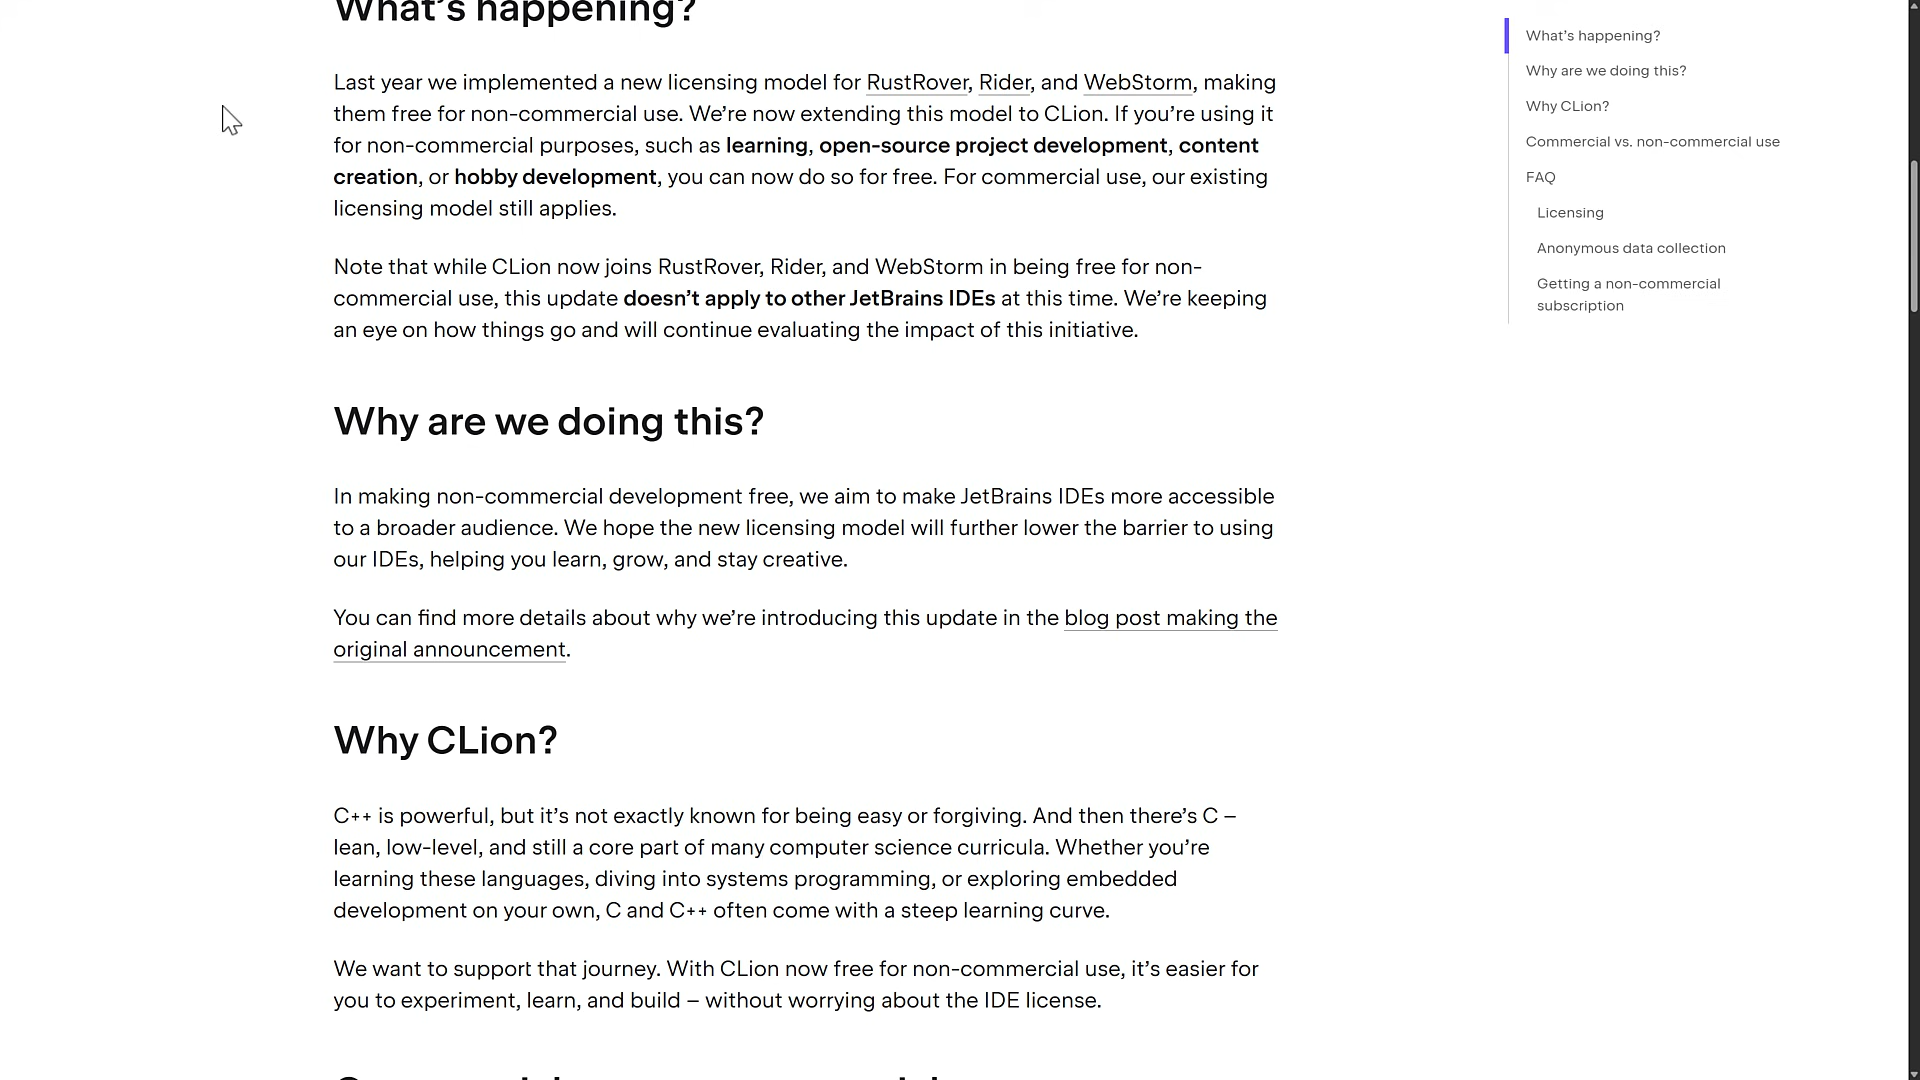 What's happening?
Last year we implemented a new licensing model for RustRover, Rider, and WebStorm, making
them free for non-commercial use. We're now extending this model to CLion. If you're using it
for non-commercial purposes, such as learning, open-source project development, content
creation, or hobby development, you can now do so for free. For commercial use, our existing
licensing model still applies.
Note that while CLion now joins RustRover, Rider, and WebStorm in being free for non-
commercial use, this update doesn't apply to other JetBrains IDEs at this time. We're keeping
an eye on how things go and will continue evaluating the impact of this initiative.
Why are we doing this?
In making non-commercial development free, we aim to make JetBrains IDEs more accessible
to a broader audience. We hope the new licensing model will further lower the barrier to using
our IDEs, helping you learn, grow, and stay creative.
You can find more details about why we're introducing this update in the blog post making the
original announcement.
Why CLion?
C++ is powerful, but it's not exactly known for being easy or forgiving. And then there's C –
lean, low-level, and still a core part of many computer science curricula. Whether you're
learning these languages, diving into systems programming, or exploring embedded
development on your own, C and C++ often come with a steep learning curve.
We want to support that journey. With CLion now free for non-commercial use, it's easier for
you to experiment, learn, and build – without worrying about the IDE license.
What's happening?
Why are we doing this?
Why CLion?
Commercial vs. non-commercial use
FAQ
Licensing
Anonymous data collection
Getting a non-commercial
subscription